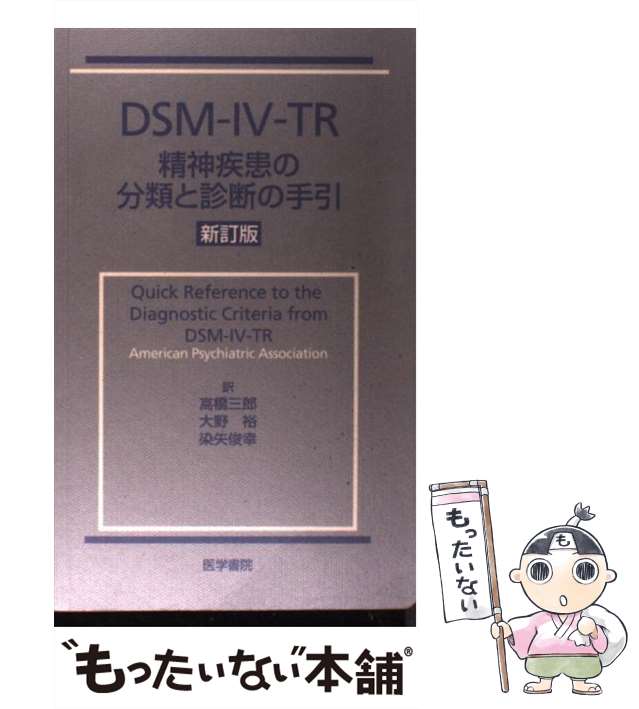 DSM-IV-TR
精神疾患の
分類と診断の手引
新訂版
Quick Reference to the
Diagnostic Criteria from
DSM-IV-TR
American Psychiatric Association
訳
高橋三郎
大野 裕
染矢俊幸
医学書院
"もったいない"本舗®
もったいない
も